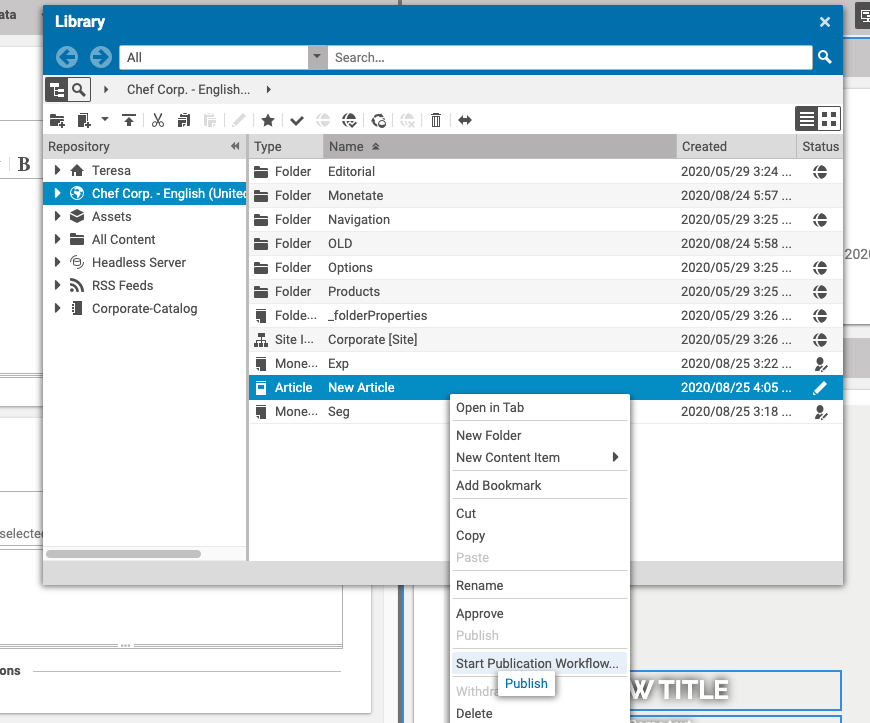 ata
Library
All
Search...
Chef Corp. - English...
B
Repository
Type Name Created Status
Teresa
Chef Corp. - English (United
Assets
All Content
Headless Server
RSS Feeds
Corporate-Catalog
Folder Editorial 2020/05/29 3:24 ...
Folder Monetate 2020/08/24 5:57 ...
Folder Navigation 2020/05/29 3:25 ...
Folder OLD 2020/08/24 5:58 ...
Folder Options 2020/05/29 3:25 ...
Folder Products 2020/05/29 3:25 ...
Folde... _folderProperties 2020/05/29 3:26 ...
Site I... Corporate [Site] 2020/05/29 3:26 ...
Mone... Exp 2020/08/25 3:22 ...
Article New Article 2020/08/25 4:05 ...
Mone... Seg 2020/08/25 3:18 ...
2020
selected
Open in Tab
New Folder
New Content Item
Add Bookmark
Cut
Copy
Paste
Rename
Approve
Publish
Start Publication Workflow...
Withdra
Publish
Delete
ons
W TITLE